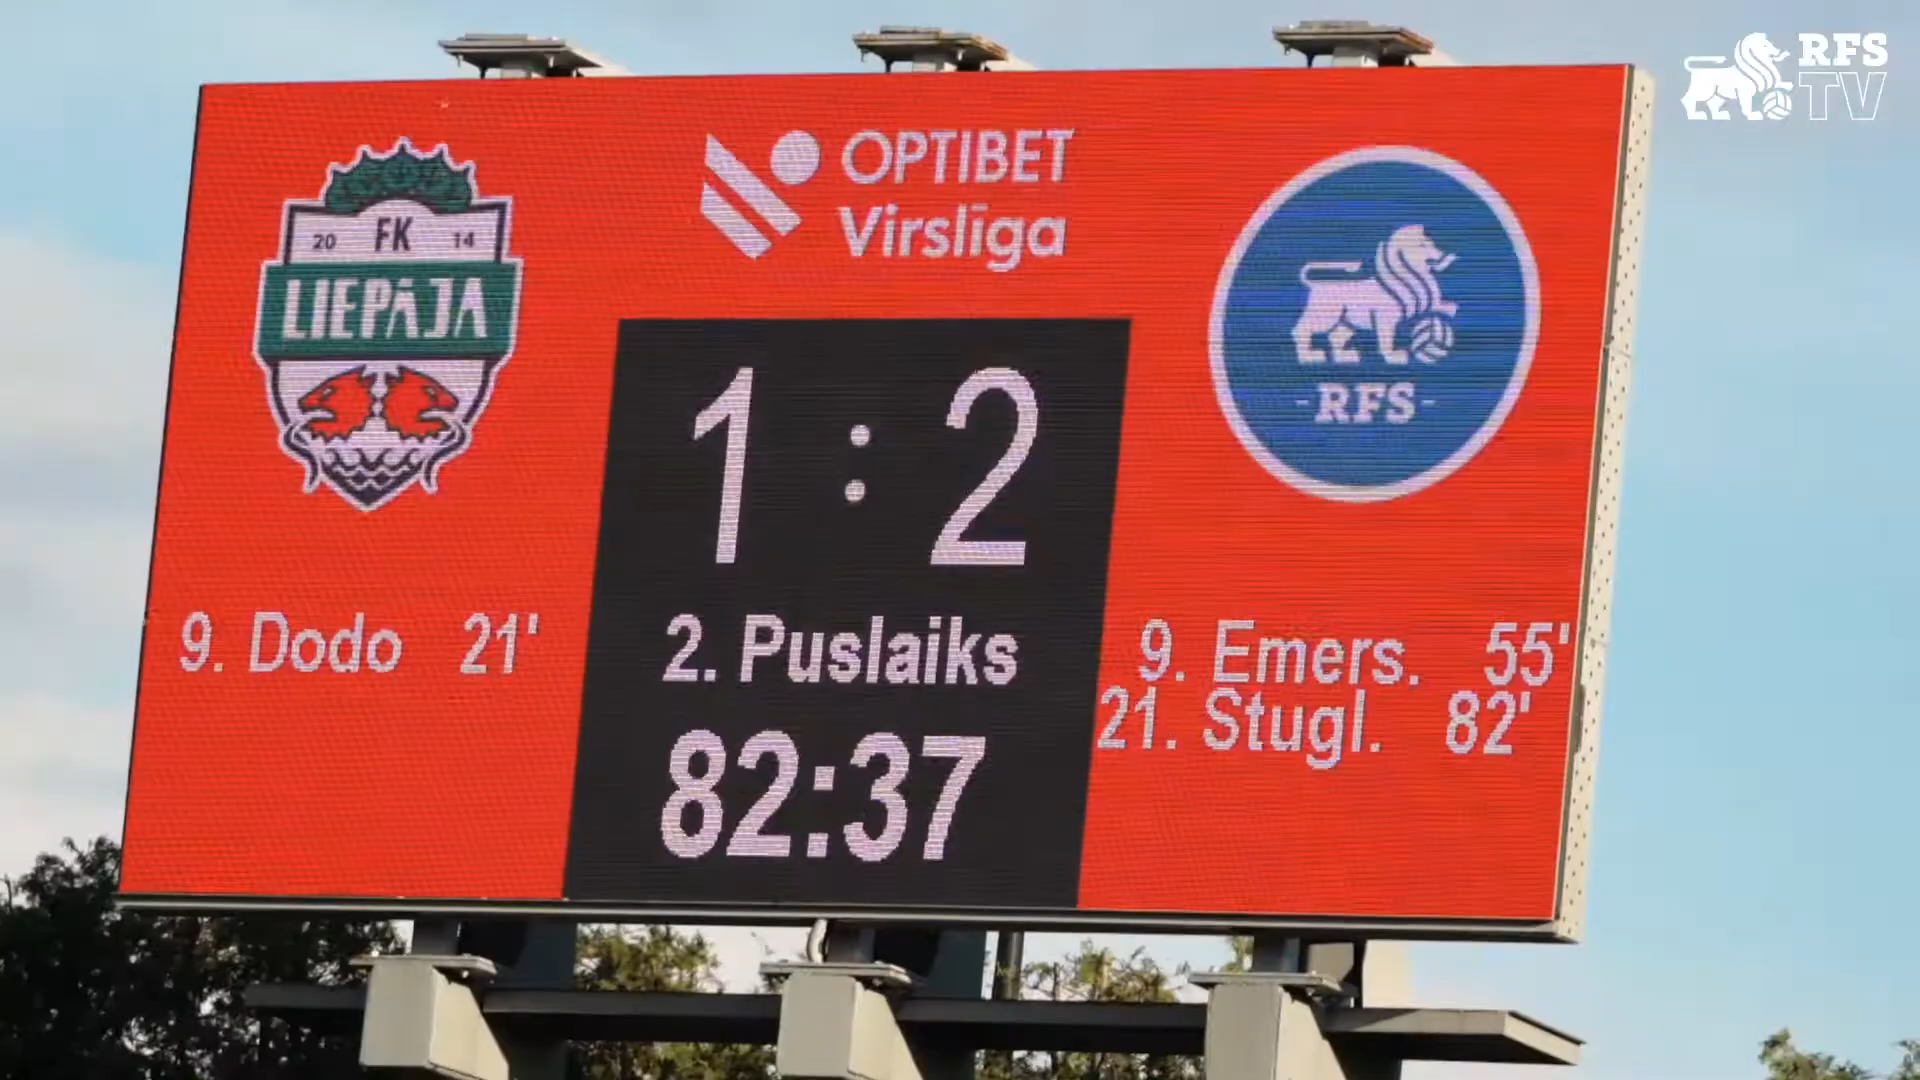 RFS
TV
OPTIBET
Virslīga
20 FK 14
LIEPĀJA
-RFS-
1 : 2
9. Dodo 21'
2. Puslaiks
9. Emers. 55'
21. Stugl. 82'
82:37